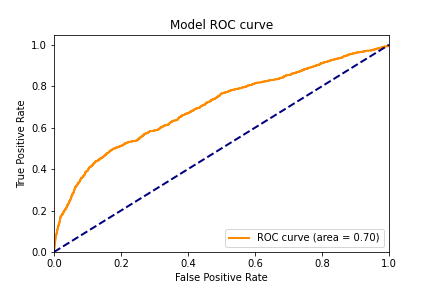 Model ROC curve
True Positive Rate
1.0
0.8
0.6
0.4
0.2
0.0
ROC curve (area = 0.70)
0.0 0.2 0.4 0.6 0.8 1.0
False Positive Rate